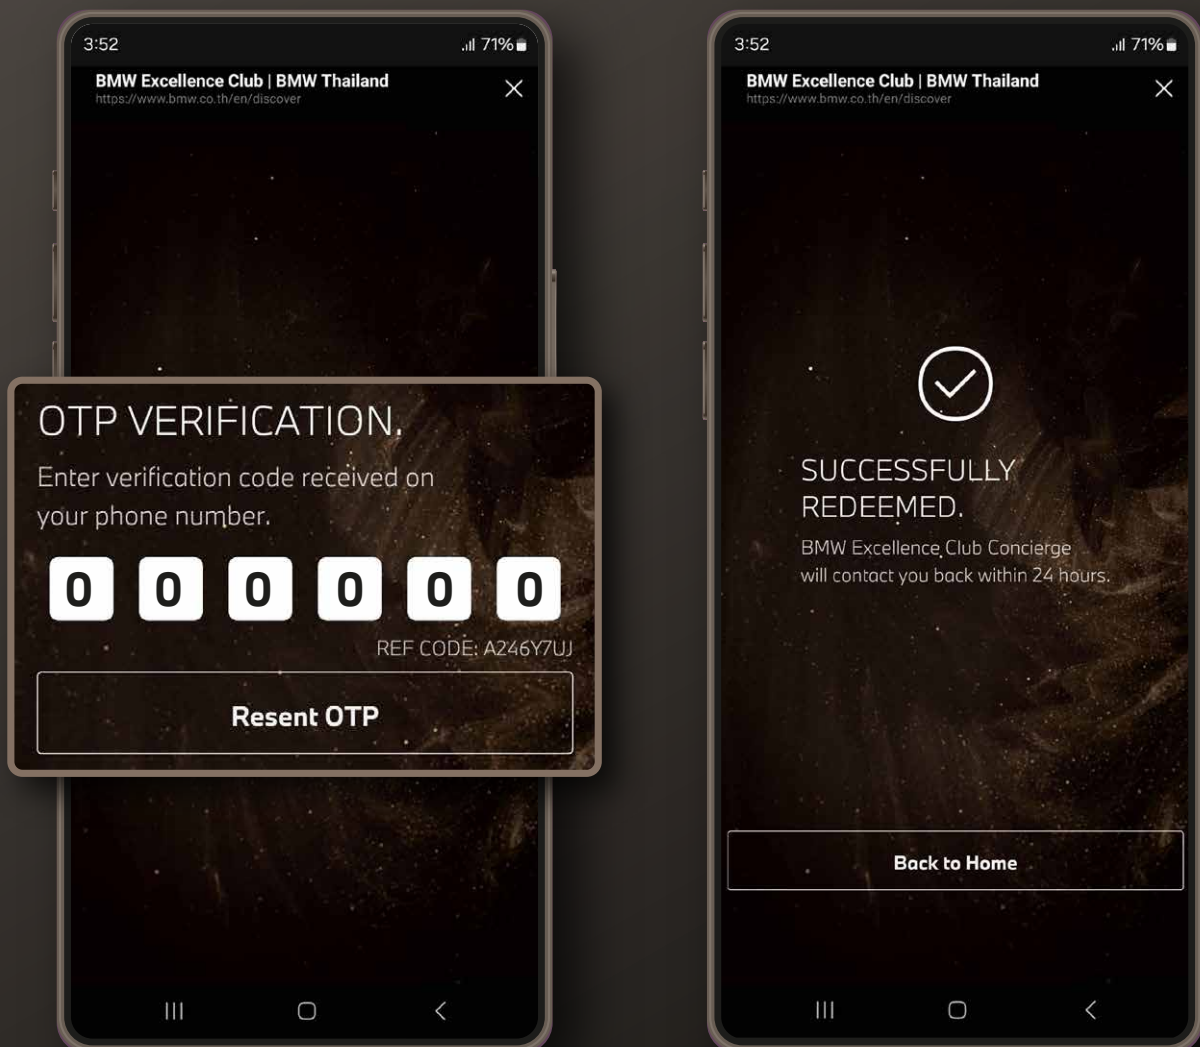 3:52
71%
BMW Excellence Club | BMW Thailand
https://www.bmw.co.th/en/discover
OTP VERIFICATION.
Enter verification code received on
your phone number.
0 0 0 0 0 0
REF CODE: A246Y7UJ
Resent OTP
3:52
71%
BMW Excellence Club | BMW Thailand
https://www.bmw.co.th/en/discover
SUCCESSFULLY
REDEEMED.
BMW Excellence Club Concierge
will contact you back within 24 hours.
Back to Home